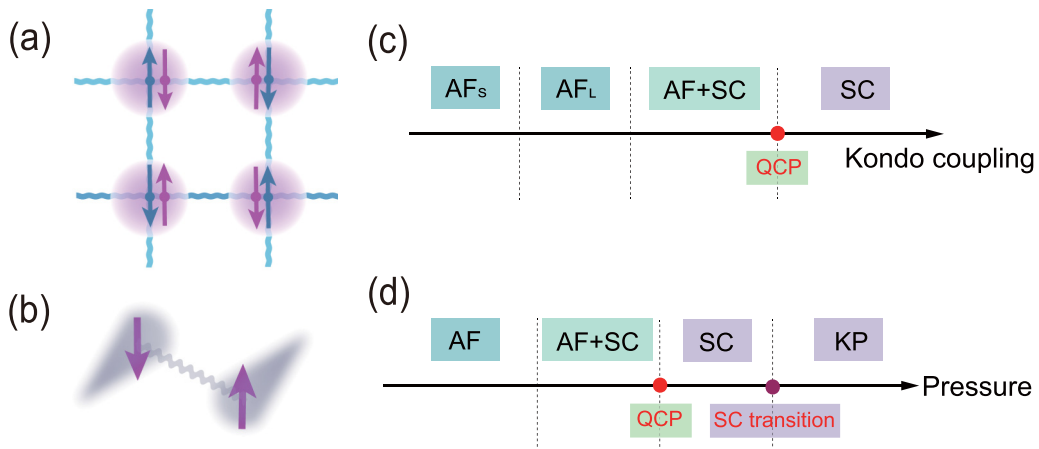 (a)
(b)
(c)
AFS AFL AF+SC SC
QCP
Kondo coupling
(d)
AF AF+SC SC KP
Pressure
QCP SC transition